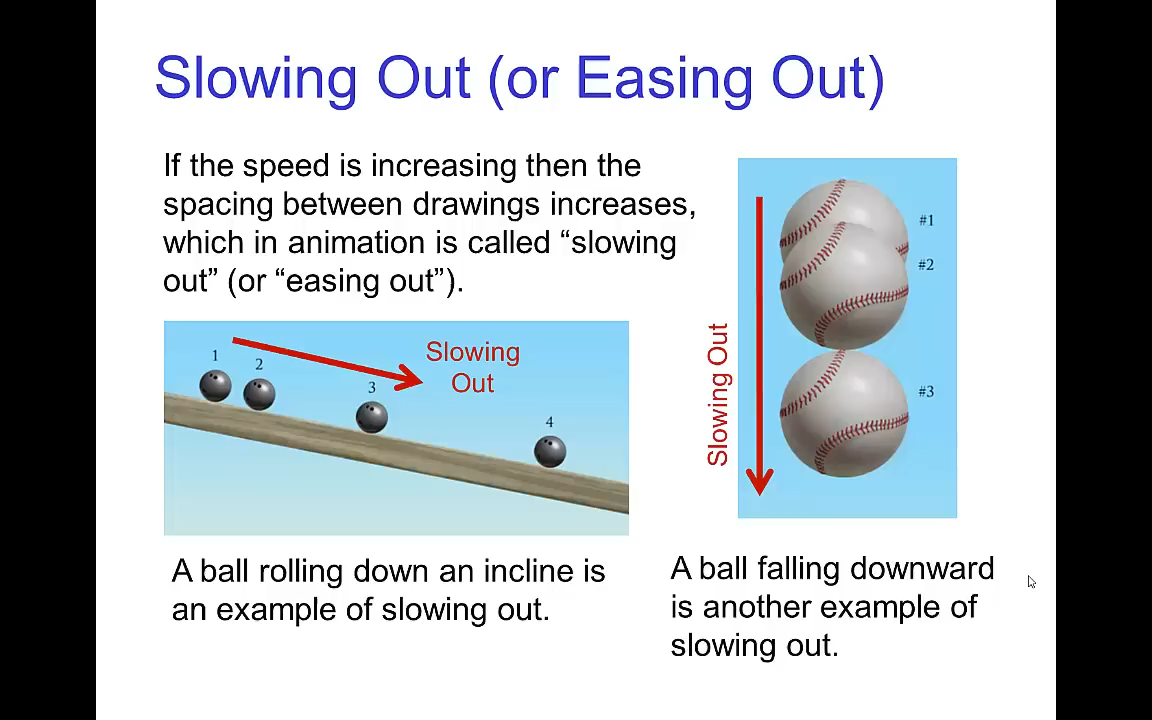 Slowing Out (or Easing Out)
If the speed is increasing then the
spacing between drawings increases,
which in animation is called “slowing
out” (or “easing out”).
1
2
3
4
Slowing
Out
A ball rolling down an incline is
an example of slowing out.
Slowing Out
#1
#2
#3
A ball falling downward
is another example of
slowing out.